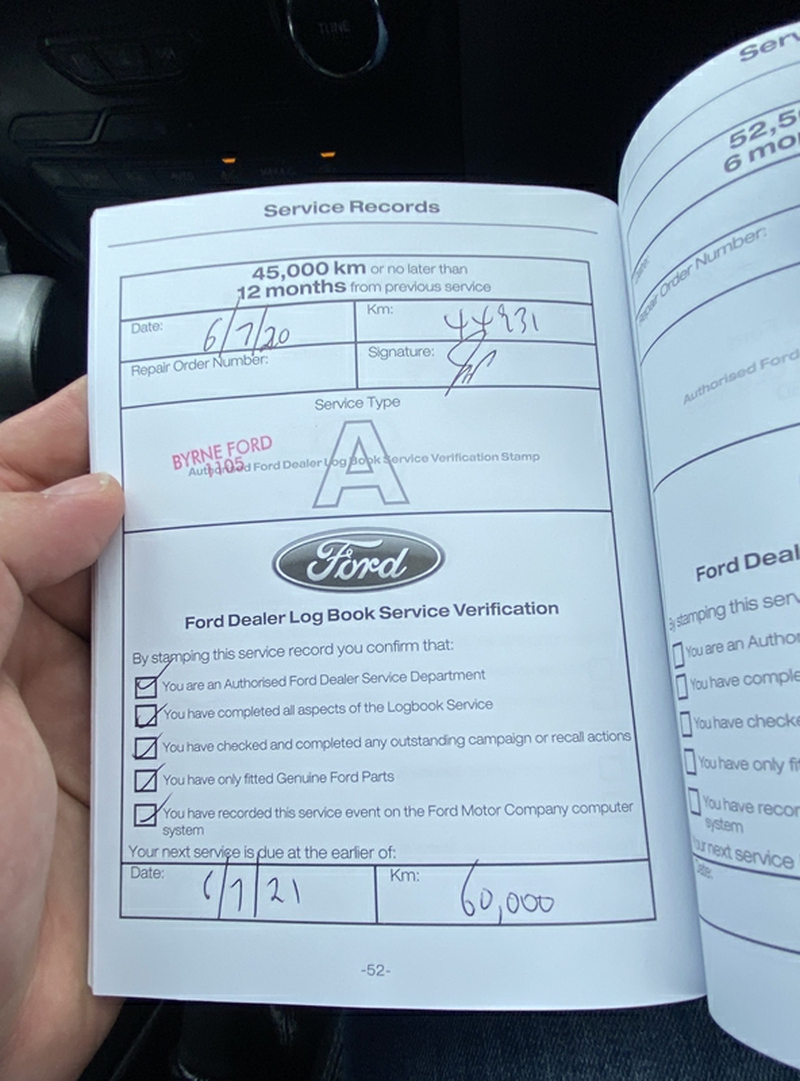 TUNE
Service Records
45,000 km or no later than
12 months from previous service
Date: 6/7/20
Km: 44931
Repair Order Number:
Signature:
Service Type
A
BYRNE FORD
1105
Authorised Ford Dealer Log Book Service Verification Stamp
Ford
Ford Dealer Log Book Service Verification
By stamping this service record you confirm that:
You are an Authorised Ford Dealer Service Department
You have completed all aspects of the Logbook Service
You have checked and completed any outstanding campaign or recall actions
You have only fitted Genuine Ford Parts
You have recorded this service event on the Ford Motor Company computer
system
Your next service is due at the earlier of:
Date: 6/7/21
Km: 60,000
-52-
Serv
52,5
6 mo
Date:
Repair Order Number:
Authorised Ford
Ford Deal
By stamping this serv
You are an Author
You have comple
You have checke
You have only fit
You have recor
system
Your next service
Date: